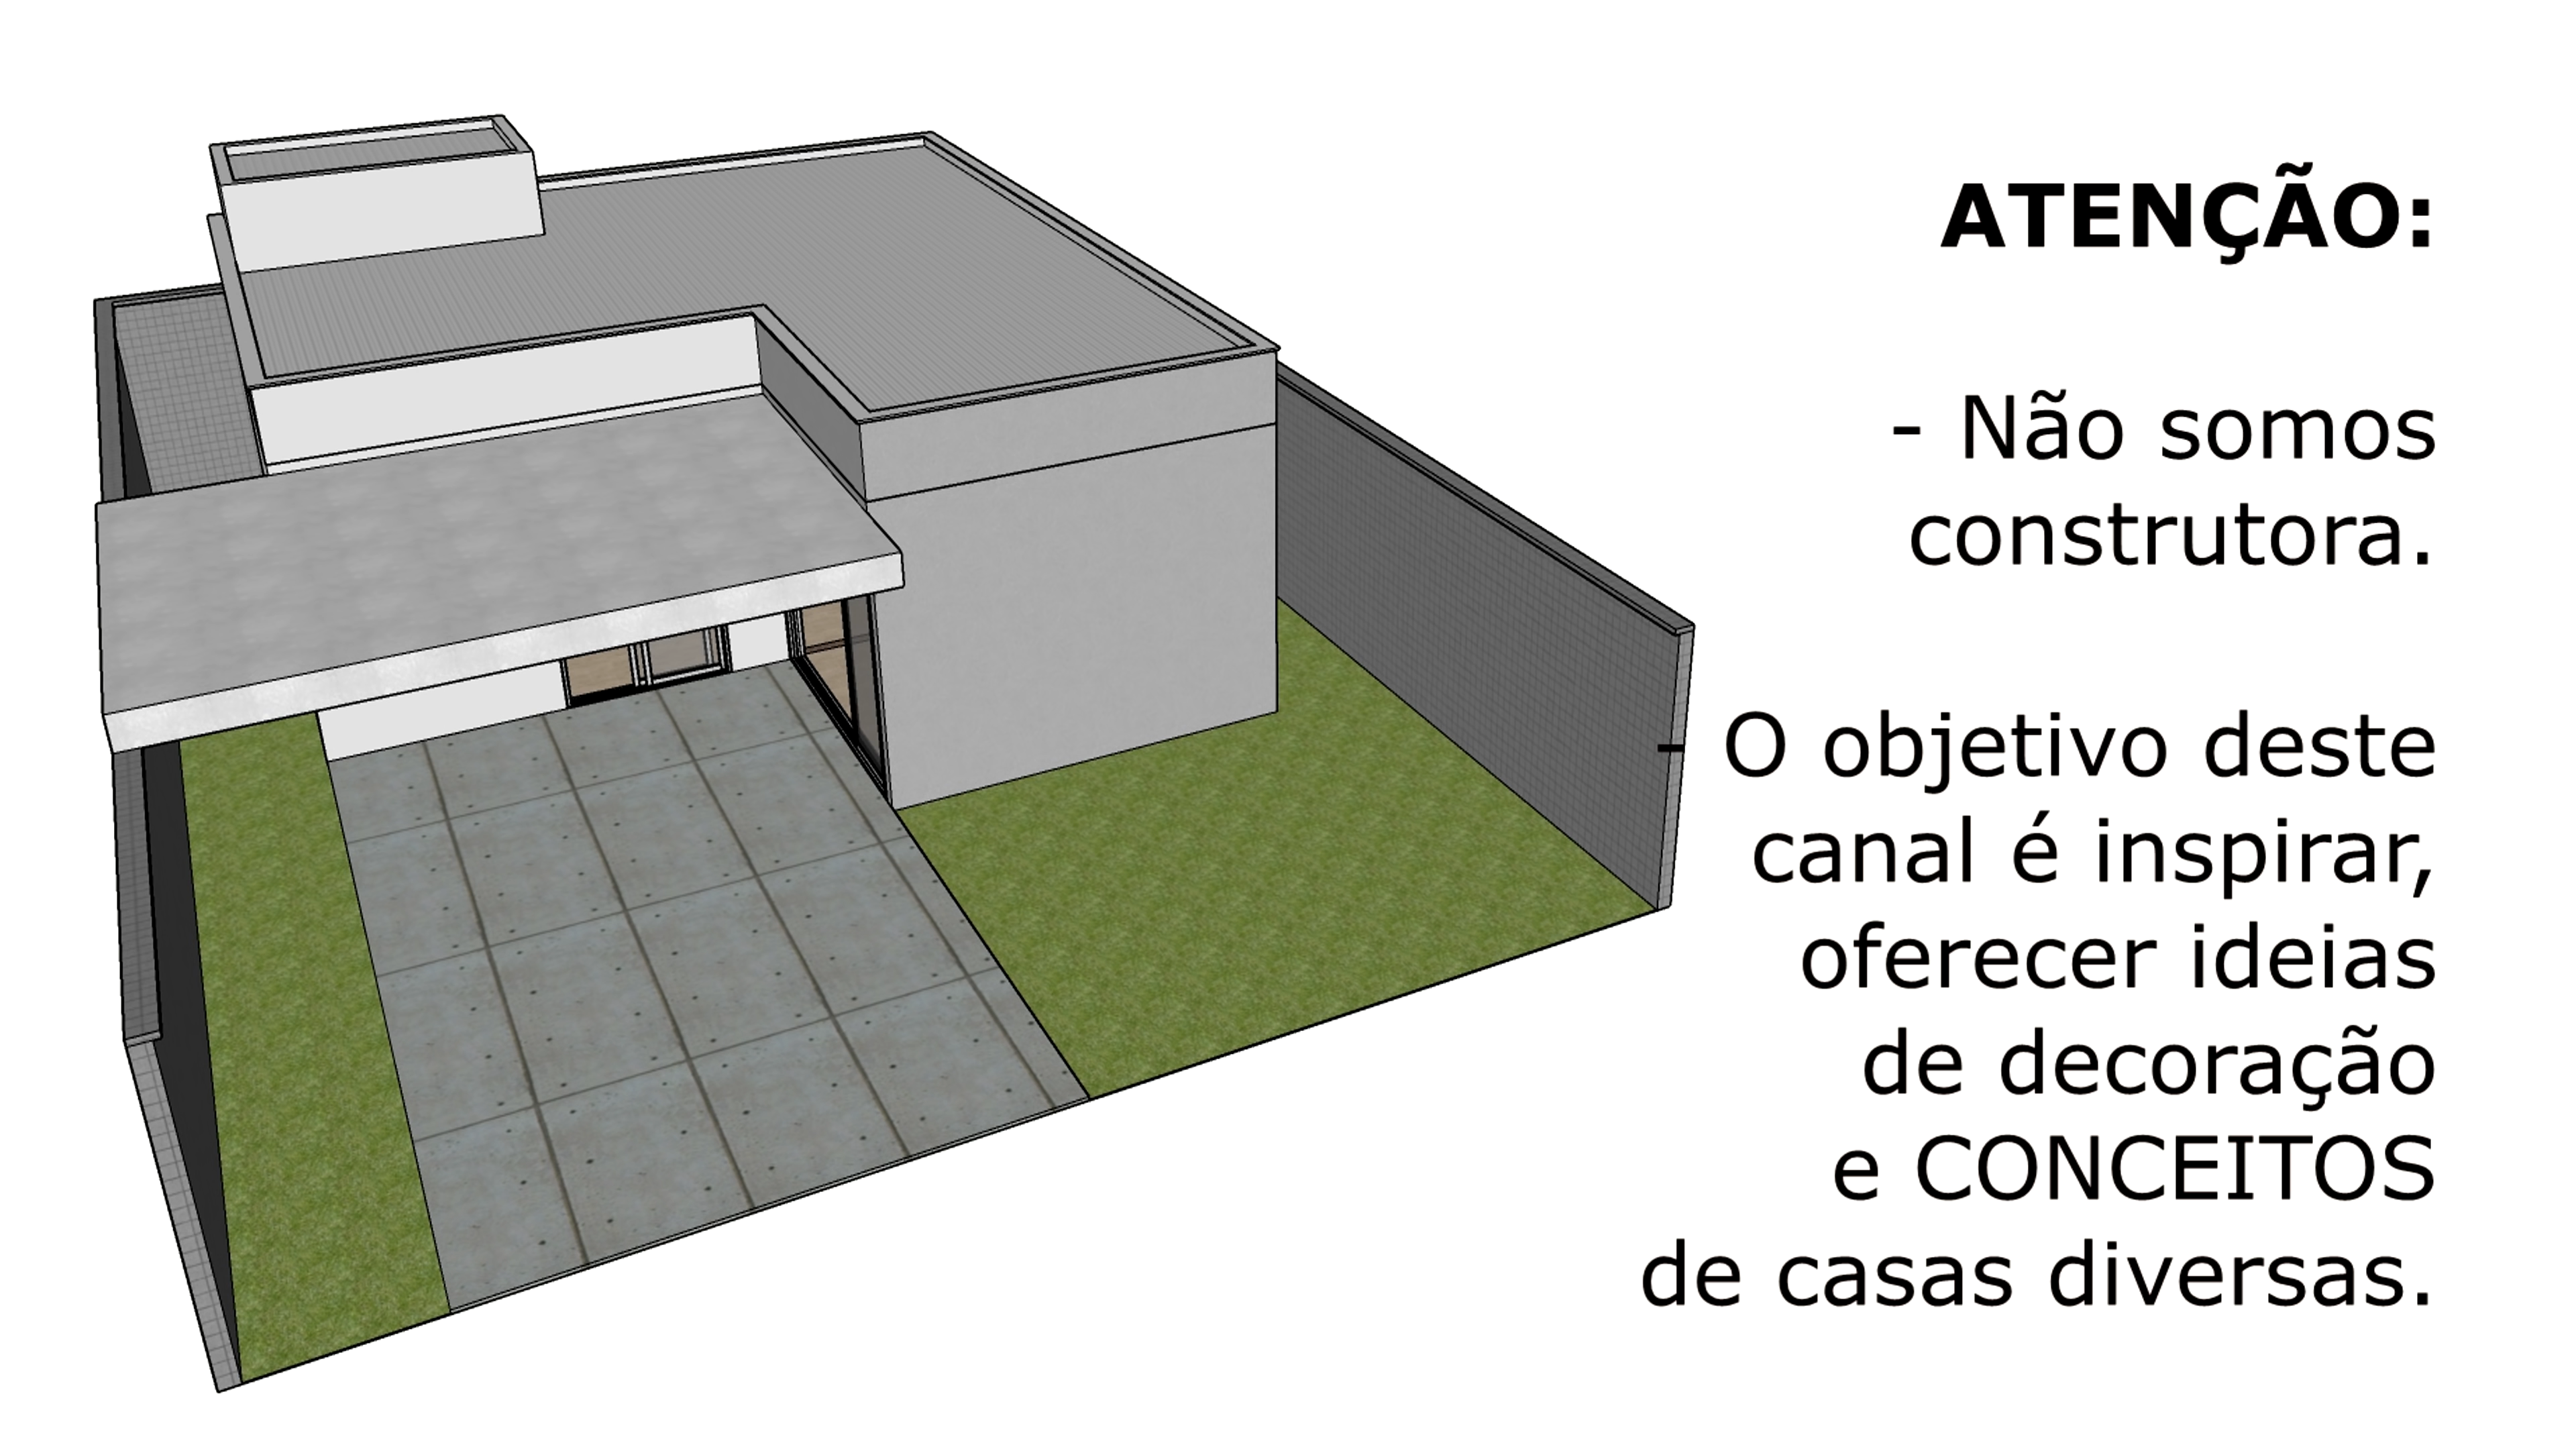 ATENÇÃO:
- Não somos
construtora.
- O objetivo deste
canal é inspirar,
oferecer ideias
de decoração
e CONCEITOS
de casas diversas.